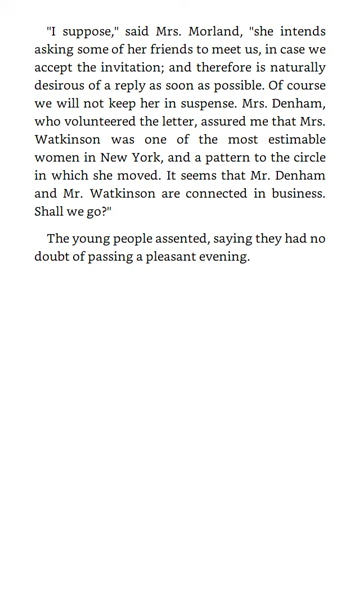 "I suppose," said Mrs. Morland, "she intends
asking some of her friends to meet us, in case we
accept the invitation; and therefore is naturally
desirous of a reply as soon as possible. Of course
we will not keep her in suspense. Mrs. Denham,
who volunteered the letter, assured me that Mrs.
Watkinson was one of the most estimable
women in New York, and a pattern to the circle
in which she moved. It seems that Mr. Denham
and Mr. Watkinson are connected in business.
Shall we go?"
The young people assented, saying they had no
doubt of passing a pleasant evening.